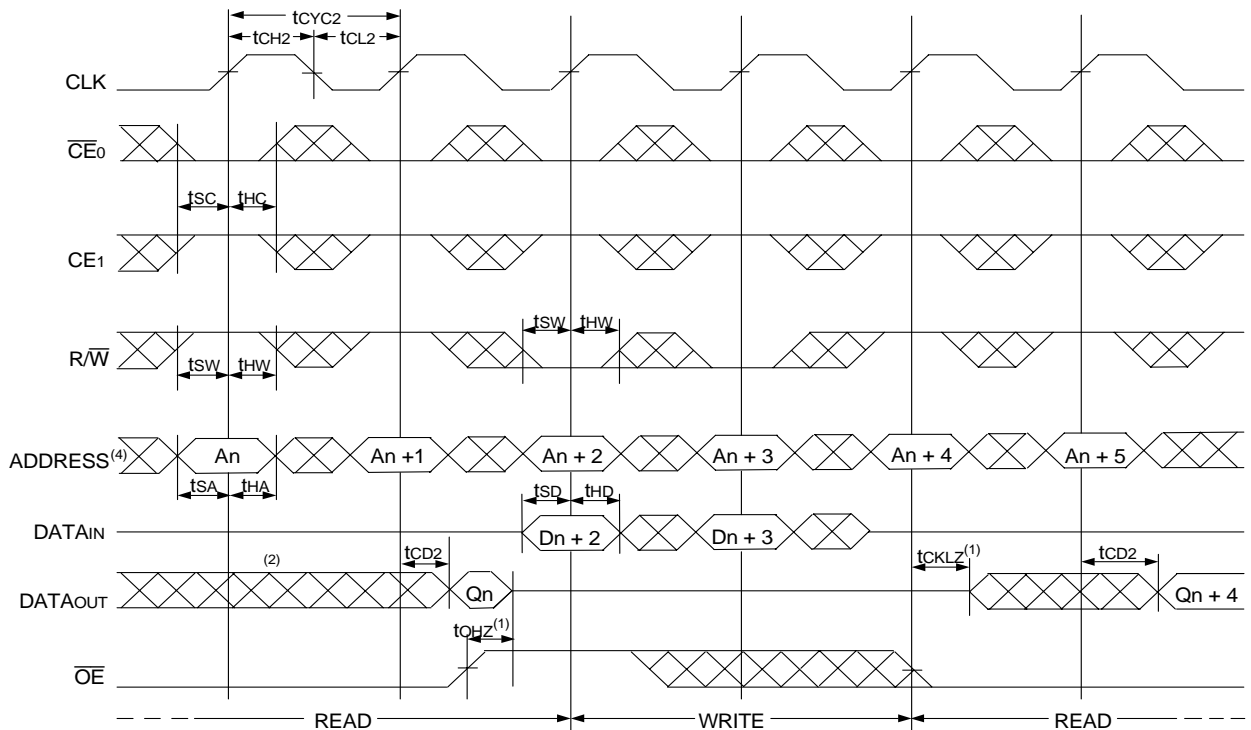 tCYC2
tCH2 tCL2
CLK
CE0
tSC tHC
CE1
tSW tHW
R/W
tSW tHW
ADDRESS(4) An An +1 An + 2 An + 3 An + 4 An + 5
tSA tHA tSD tHD
DATAIN Dn + 2 Dn + 3
(2) tCD2 tCKLZ(1) tCD2
DATAOUT Qn Qn + 4
tOHZ(1)
OE
READ WRITE READ